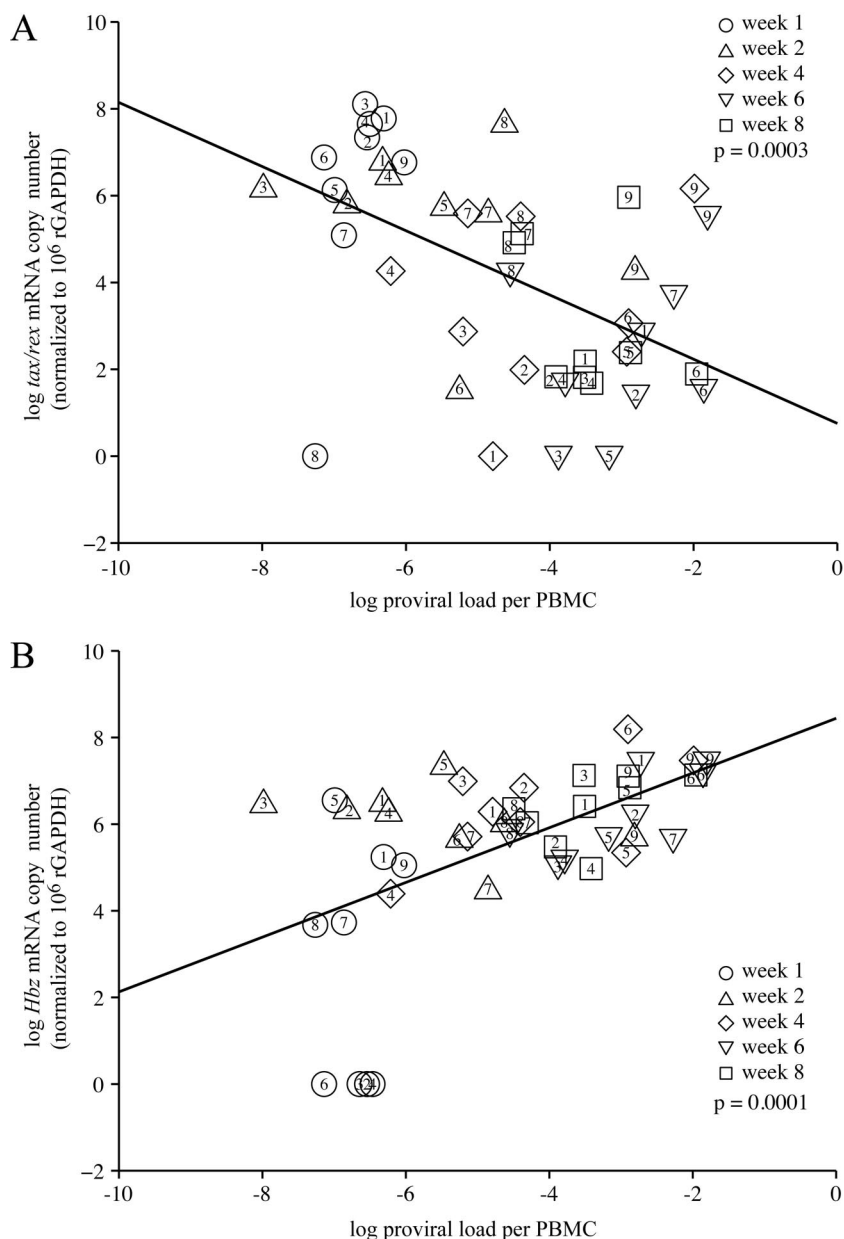 A
10
8
6
4
2
0
−2
log tax/rex mRNA copy number
(normalized to 10⁶ rGAPDH)
○ week 1
△ week 2
◇ week 4
▽ week 6
□ week 8
p = 0.0003
-10
-8
-6
-4
-2
0
log proviral load per PBMC
B
10
8
6
4
2
0
−2
log Hbz mRNA copy number
(normalized to 10⁶ rGAPDH)
○ week 1
△ week 2
◇ week 4
▽ week 6
□ week 8
p = 0.0001
-10
-8
-6
-4
-2
0
log proviral load per PBMC